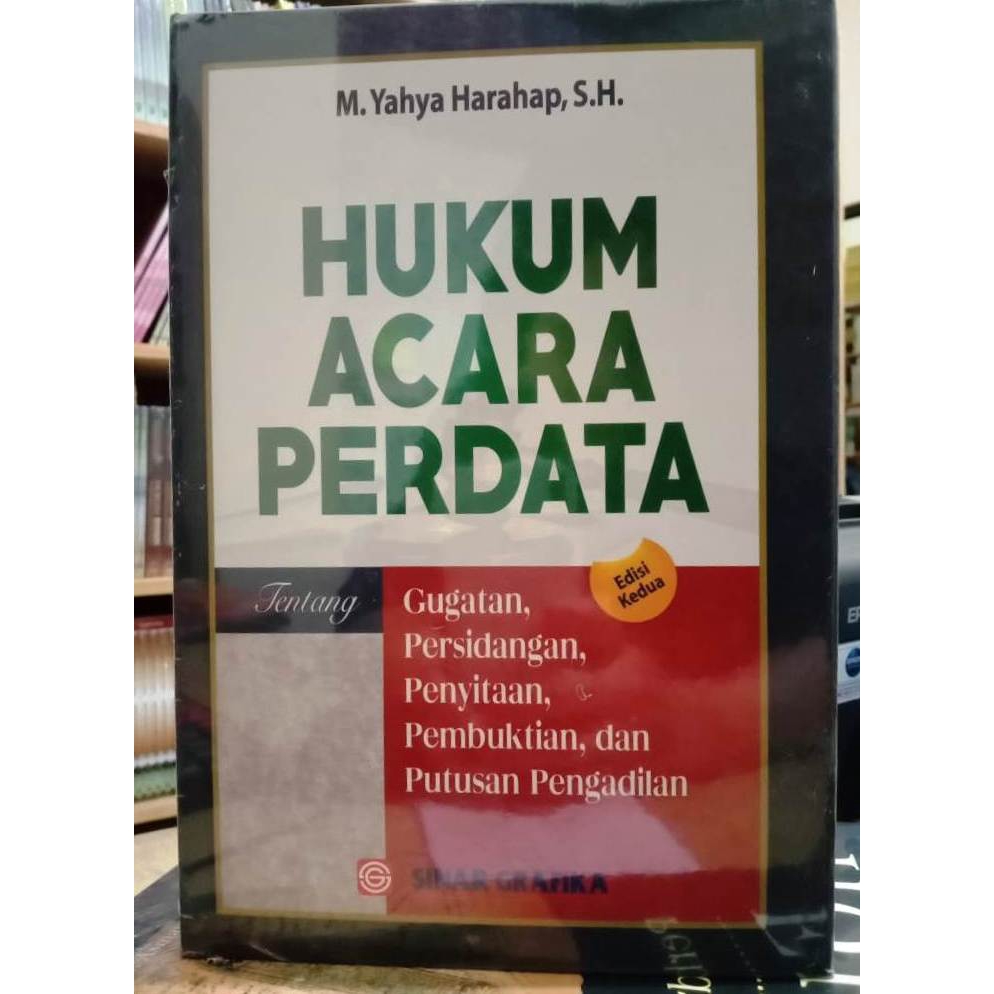 M. Yahya Harahap, S.H.
HUKUM
ACARA
PERDATA
Edisi
Kedua
Tentang
Gugatan,
Persidangan,
Penyitaan,
Pembuktian, dan
Putusan Pengadilan
SINAR GRAFIKA